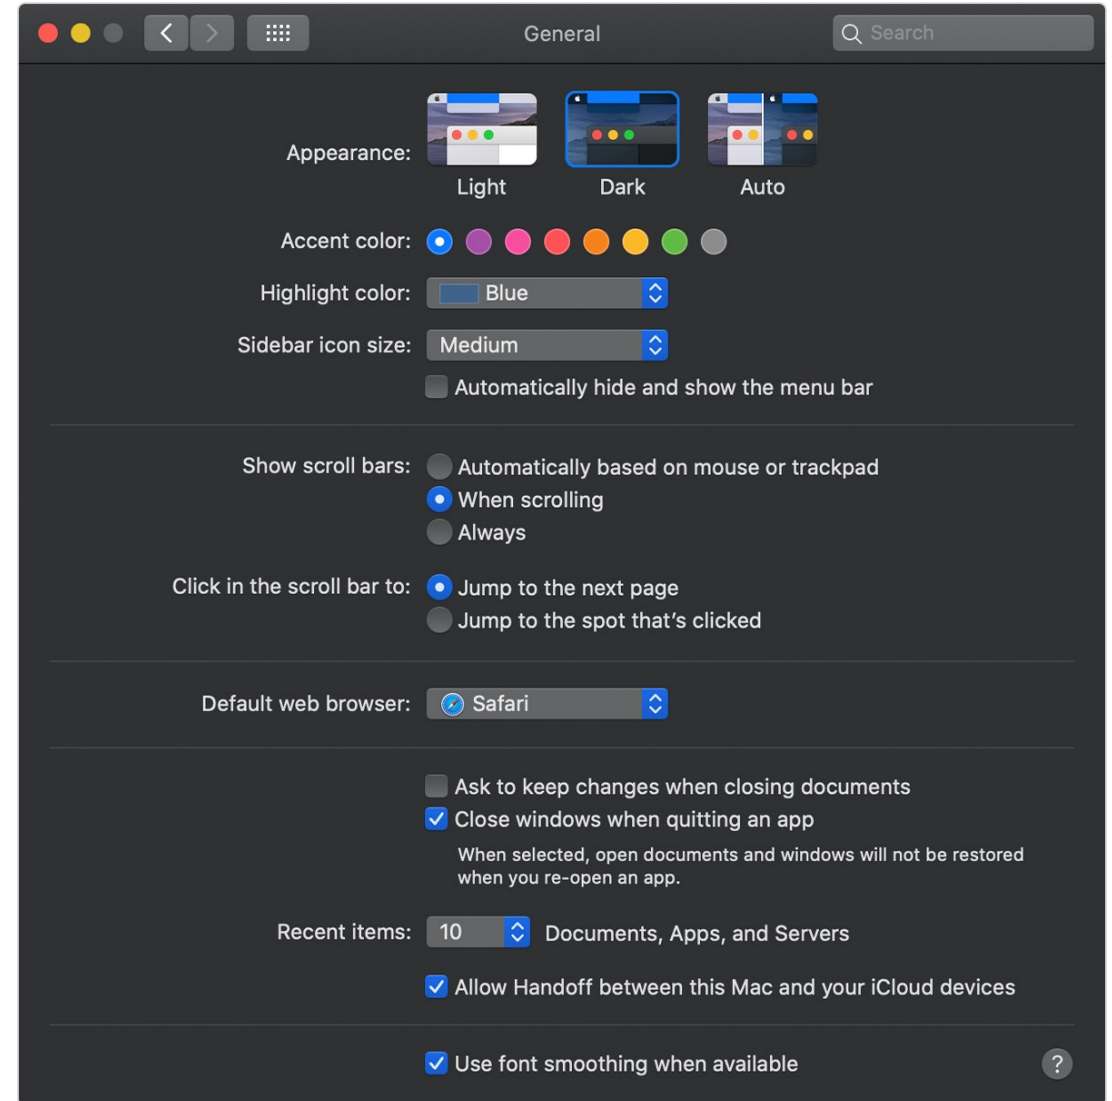 General
Search
Appearance:
Light Dark Auto
Accent color:
Highlight color: Blue
Sidebar icon size: Medium
Automatically hide and show the menu bar
Show scroll bars: Automatically based on mouse or trackpad
When scrolling
Always
Click in the scroll bar to: Jump to the next page
Jump to the spot that's clicked
Default web browser: Safari
Ask to keep changes when closing documents
Close windows when quitting an app
When selected, open documents and windows will not be restored
when you re-open an app.
Recent items: 10 Documents, Apps, and Servers
Allow Handoff between this Mac and your iCloud devices
Use font smoothing when available ?